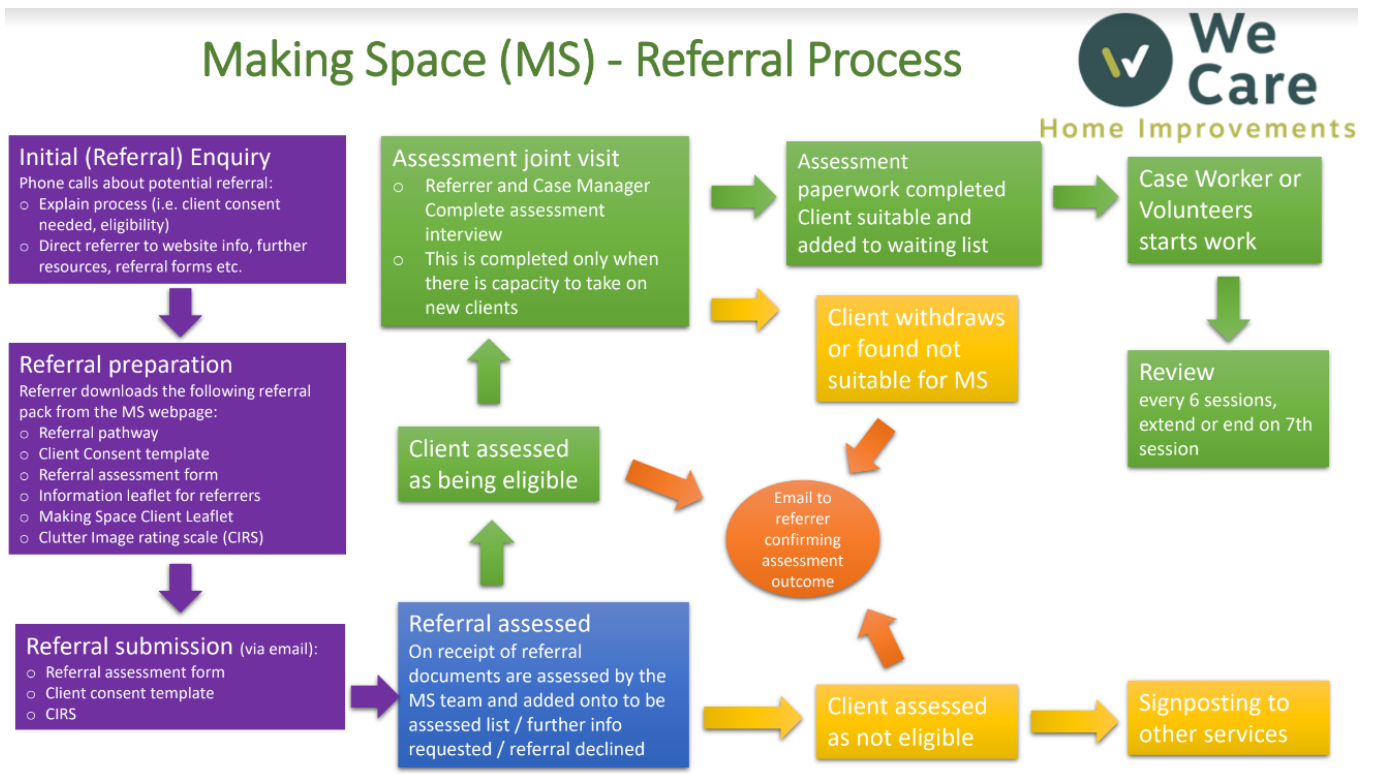 Making Space (MS) - Referral Process
We
Care
Home Improvements
Initial (Referral) Enquiry
Phone calls about potential referral:
o Explain process (i.e. client consent
needed, eligibility)
o Direct referrer to website info, further
resources, referral forms etc.
Referral preparation
Referrer downloads the following referral
pack from the MS webpage:
o Referral pathway
o Client Consent template
o Referral assessment form
o Information leaflet for referrers
o Making Space Client Leaflet
o Clutter Image rating scale (CIRS)
Referral submission (via email):
o Referral assessment form
o Client consent template
o CIRS
Referral assessed
On receipt of referral
documents are assessed by the
MS team and added onto to be
assessed list / further info
requested / referral declined
Client assessed
as being eligible
Assessment joint visit
o Referrer and Case Manager
Complete assessment
interview
o This is completed only when
there is capacity to take on
new clients
Assessment
paperwork completed
Client suitable and
added to waiting list
Case Worker or
Volunteers
starts work
Review
every 6 sessions,
extend or end on 7th
session
Client withdraws
or found not
suitable for MS
Email to
referrer
confirming
assessment
outcome
Client assessed
as not eligible
Signposting to
other services